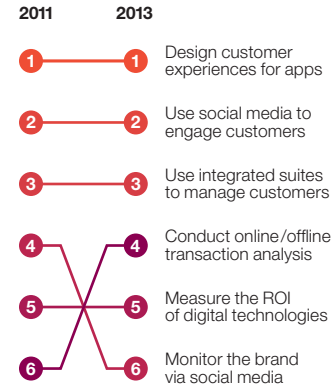 2011 2013
1 1 Design customer
experiences for apps
2 2 Use social media to
engage customers
3 3 Use integrated suites
to manage customers
4 4 Conduct online/offline
transaction analysis
5 5 Measure the ROI
of digital technologies
6 6 Monitor the brand
via social media